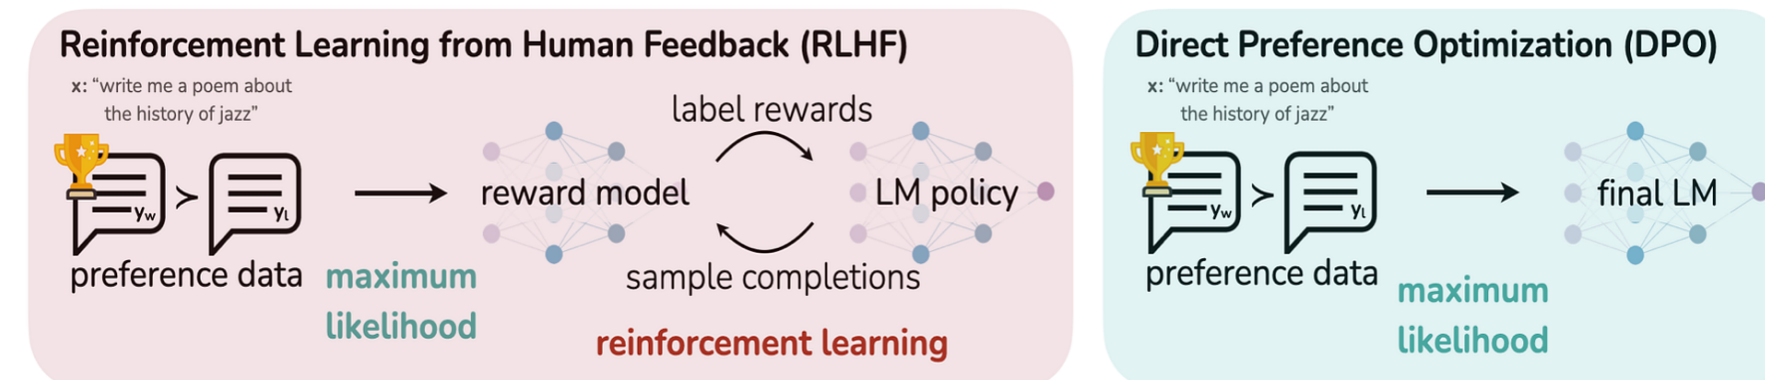 Reinforcement Learning from Human Feedback (RLHF)
x: “write me a poem about
the history of jazz”
label rewards
yw
>
yl
reward model
LM policy
preference data
maximum
likelihood
sample completions
reinforcement learning
Direct Preference Optimization (DPO)
x: “write me a poem about
the history of jazz”
yw
>
yl
final LM
preference data
maximum
likelihood